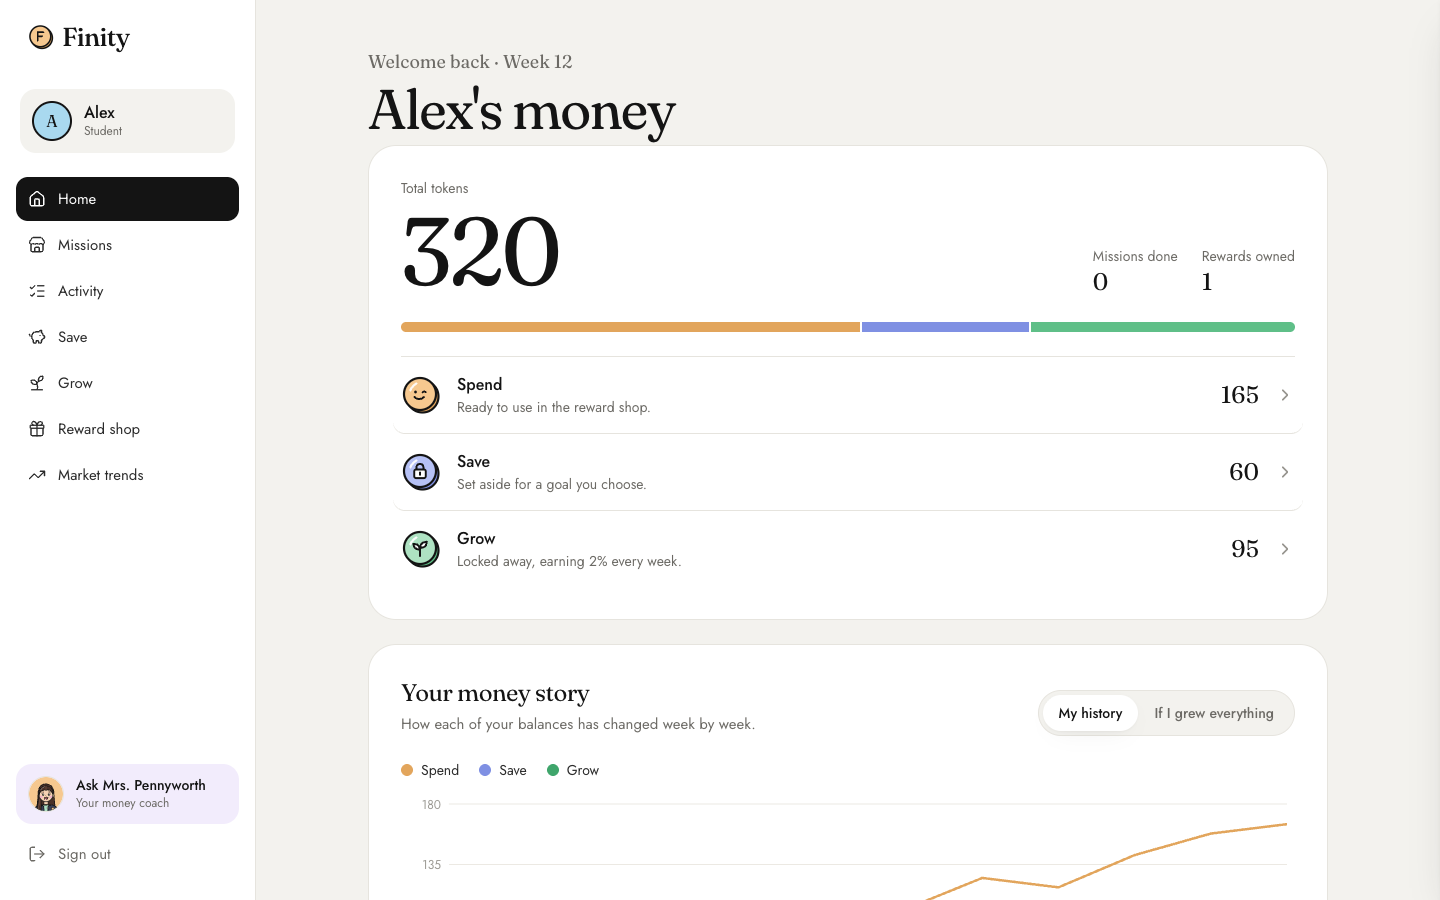 F Finity
A
Alex
Student
Home
Missions
Activity
Save
Grow
Reward shop
Market trends
Ask Mrs. Pennyworth
Your money coach
Sign out
Welcome back · Week 12
Alex's money
Total tokens
320
Missions done
0
Rewards owned
1
Spend
Ready to use in the reward shop.
165
Save
Set aside for a goal you choose.
60
Grow
Locked away, earning 2% every week.
95
Your money story
How each of your balances has changed week by week.
My history
If I grew everything
Spend
Save
Grow
180
135